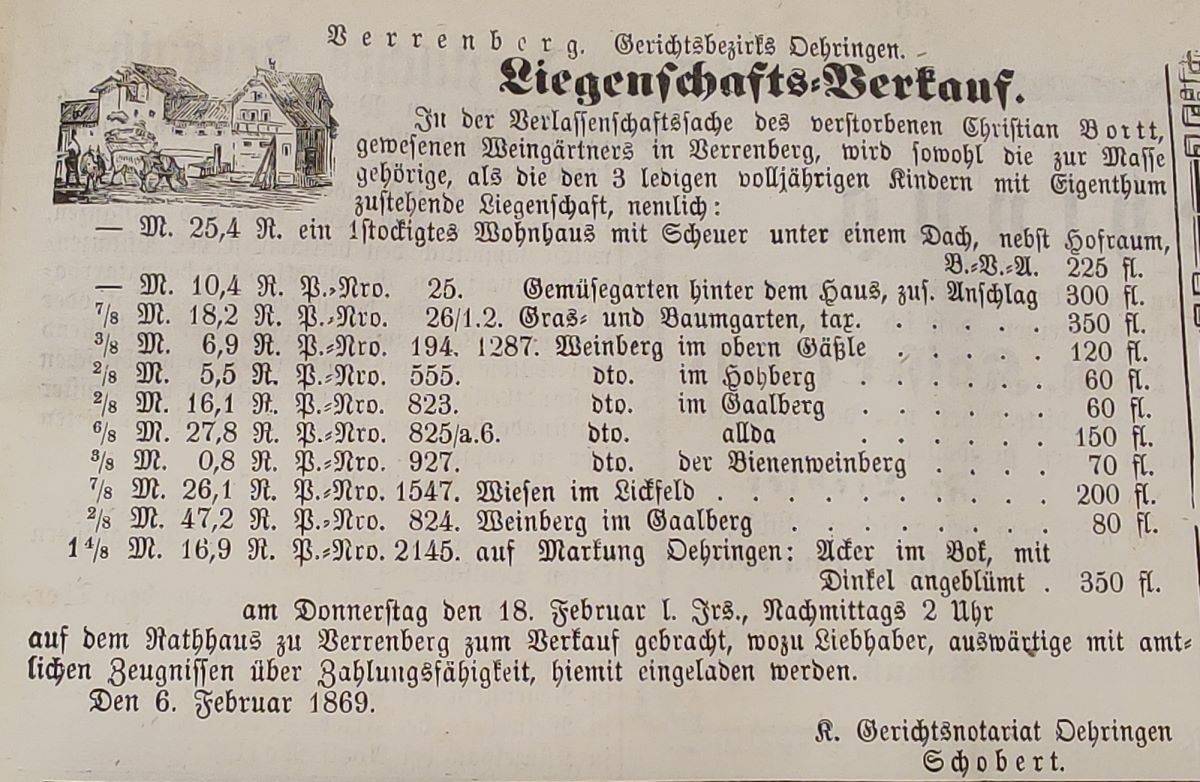 Verrenberg. Gerichtsbezirks Oehringen.
Liegenschafts-Verkauf.
In der Verlassenschaftssache des verstorbenen Christian Bortt,
gewesenen Weingärtners in Verrenberg, wird sowohl die zur Masse
gehörige, als die den 3 ledigen volljährigen Kindern mit Eigenthum
zustehende Liegenschaft, nemlich:
— M. 25,4 R. ein 1stockigtes Wohnhaus mit Scheuer unter einem Dach, nebst Hofraum,
B.-V.-A. 225 fl.
— M. 10,4 R. P.-Nro. 25. Gemüsegarten hinter dem Haus, zus. Anschlag 300 fl.
7/8 M. 18,2 R. P.-Nro. 26/1.2. Gras- und Baumgarten, tax. . . . . 350 fl.
3/8 M. 6,9 R. P.-Nro. 194. 1287. Weinberg im obern Gäßle . . . . . 120 fl.
2/8 M. 5,5 R. P.-Nro. 555. dto. im Hohberg . . . . . . 60 fl.
2/8 M. 16,1 R. P.-Nro. 823. dto. im Gaalberg . . . . . . 60 fl.
6/8 M. 27,8 R. P.-Nro. 825/a.6. dto. allda . . . . . . 150 fl.
3/8 M. 0,8 R. P.-Nro. 927. dto. der Bienenweinberg . . . . 70 fl.
7/8 M. 26,1 R. P.-Nro. 1547. Wiesen im Lickfeld . . . . . . . . . . 200 fl.
2/8 M. 47,2 R. P.-Nro. 824. Weinberg im Gaalberg . . . . . . . . 80 fl.
1 4/8 M. 16,9 R. P.-Nro. 2145. auf Markung Oehringen: Acker im Bok, mit
Dinkel angeblümt . 350 fl.
am Donnerstag den 18. Februar l. Jrs., Nachmittags 2 Uhr
auf dem Rathhaus zu Verrenberg zum Verkauf gebracht, wozu Liebhaber, auswärtige mit amt-
lichen Zeugnissen über Zahlungsfähigkeit, hiemit eingeladen werden.
Den 6. Februar 1869.
K. Gerichtsnotariat Oehringen
Schobert.